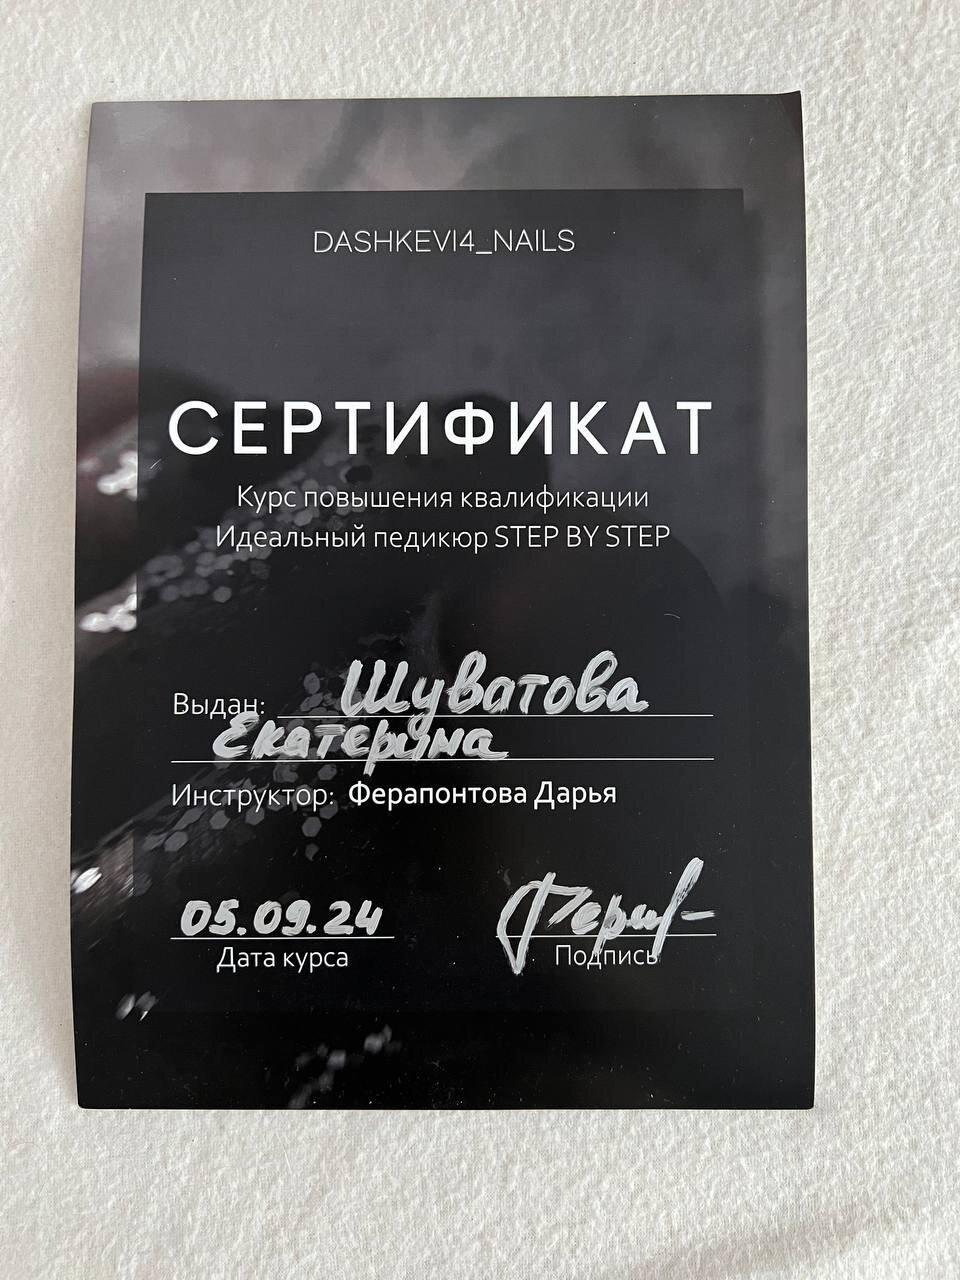 DASHKEVI4_NAILS
СЕРТИФИКАТ
Курс повышения квалификации
Идеальный педикюр STEP BY STEP
Выдан: Шуватова
Екатерина
Инструктор: Ферапонтова Дарья
05.09.24
Дата курса
Подпись